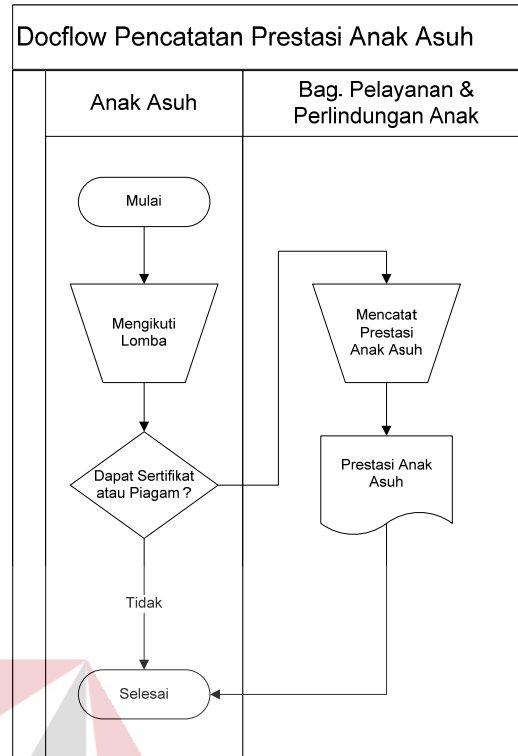 Docflow Pencatatan Prestasi Anak Asuh
Anak Asuh
Bag. Pelayanan &
Perlindungan Anak
Mulai
Mengikuti
Lomba
Dapat Sertifikat
atau Piagam ?
Tidak
Selesai
Mencatat
Prestasi
Anak Asuh
Prestasi Anak
Asuh